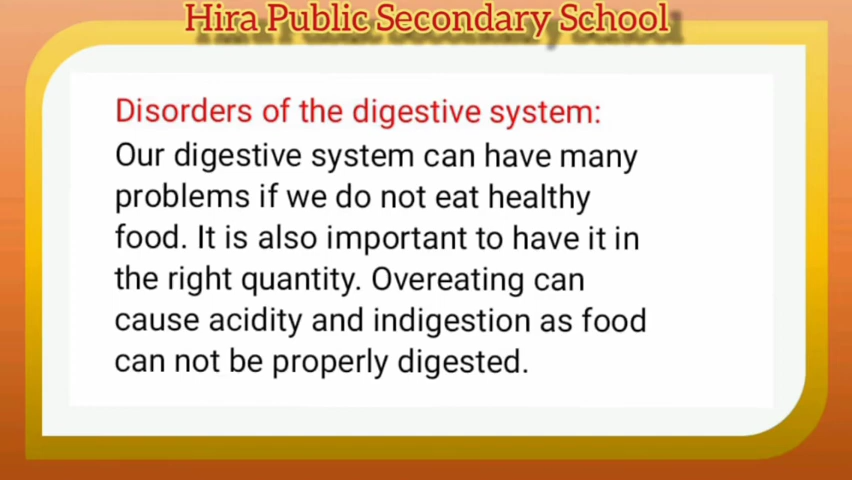 Hira Public Secondary School
Disorders of the digestive system:
Our digestive system can have many
problems if we do not eat healthy
food. It is also important to have it in
the right quantity. Overeating can
cause acidity and indigestion as food
can not be properly digested.